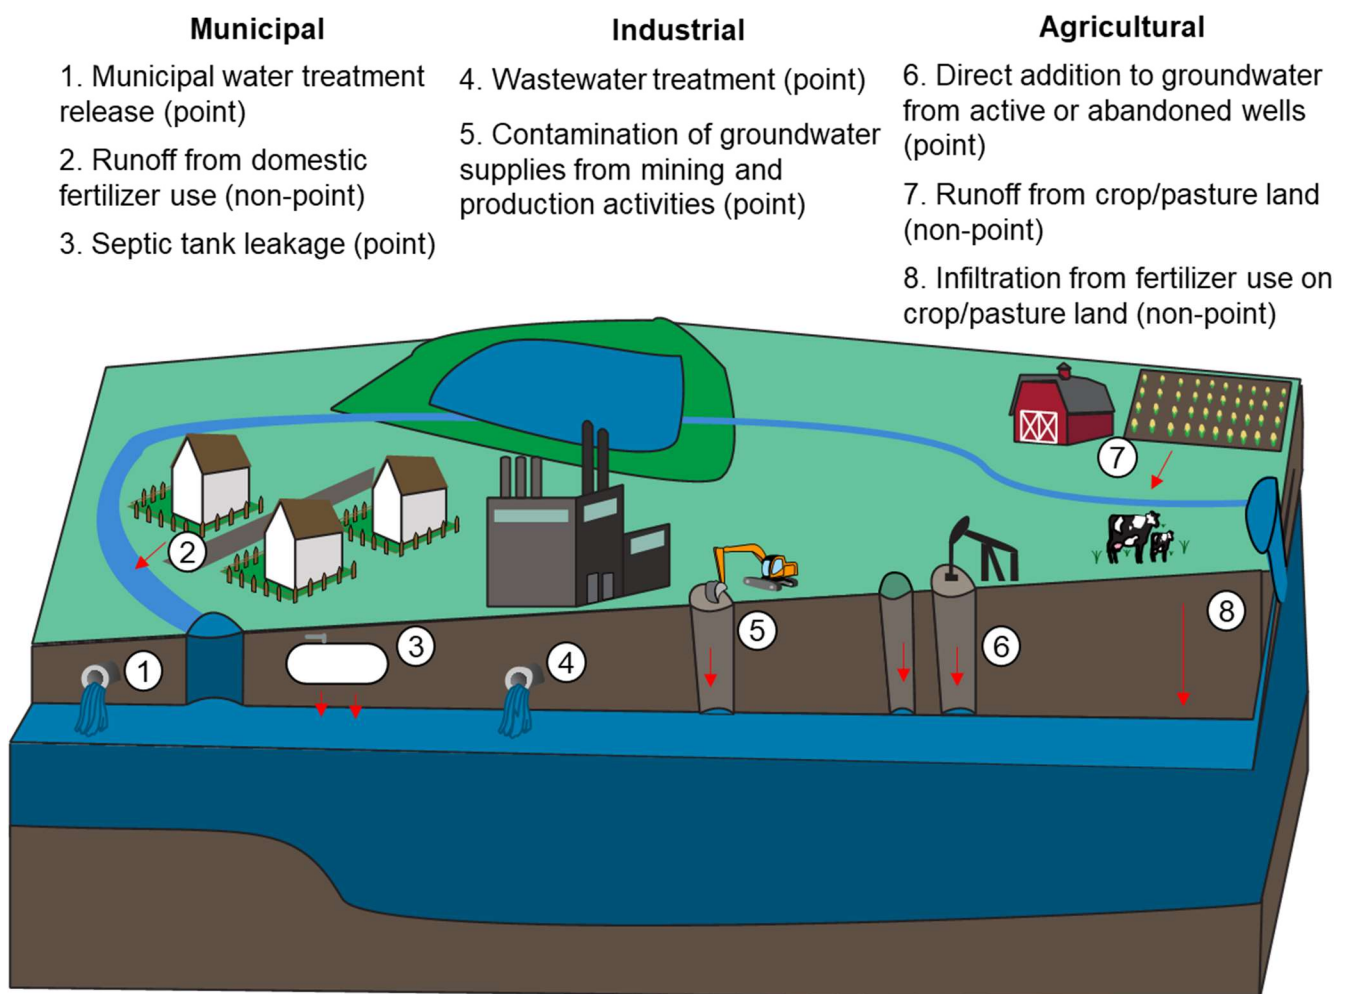 Municipal
1. Municipal water treatment
release (point)
2. Runoff from domestic
fertilizer use (non-point)
3. Septic tank leakage (point)
Industrial
4. Wastewater treatment (point)
5. Contamination of groundwater
supplies from mining and
production activities (point)
Agricultural
6. Direct addition to groundwater
from active or abandoned wells
(point)
7. Runoff from crop/pasture land
(non-point)
8. Infiltration from fertilizer use on
crop/pasture land (non-point)
7
2
8
5
3
6
4
1